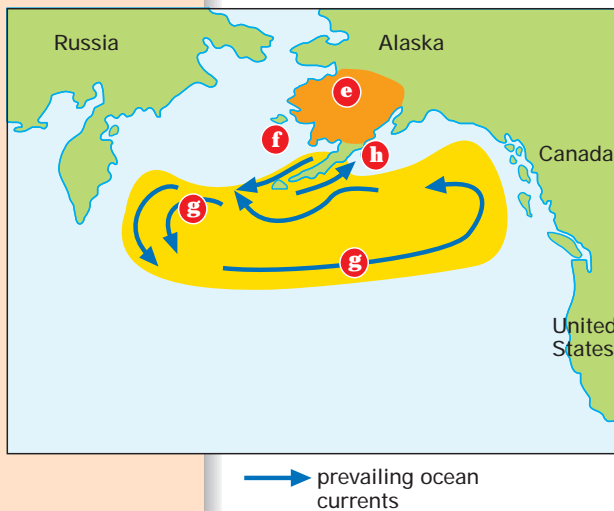 Russia
Alaska
e
f
h
Canada
g
g
United
States
prevailing ocean
currents